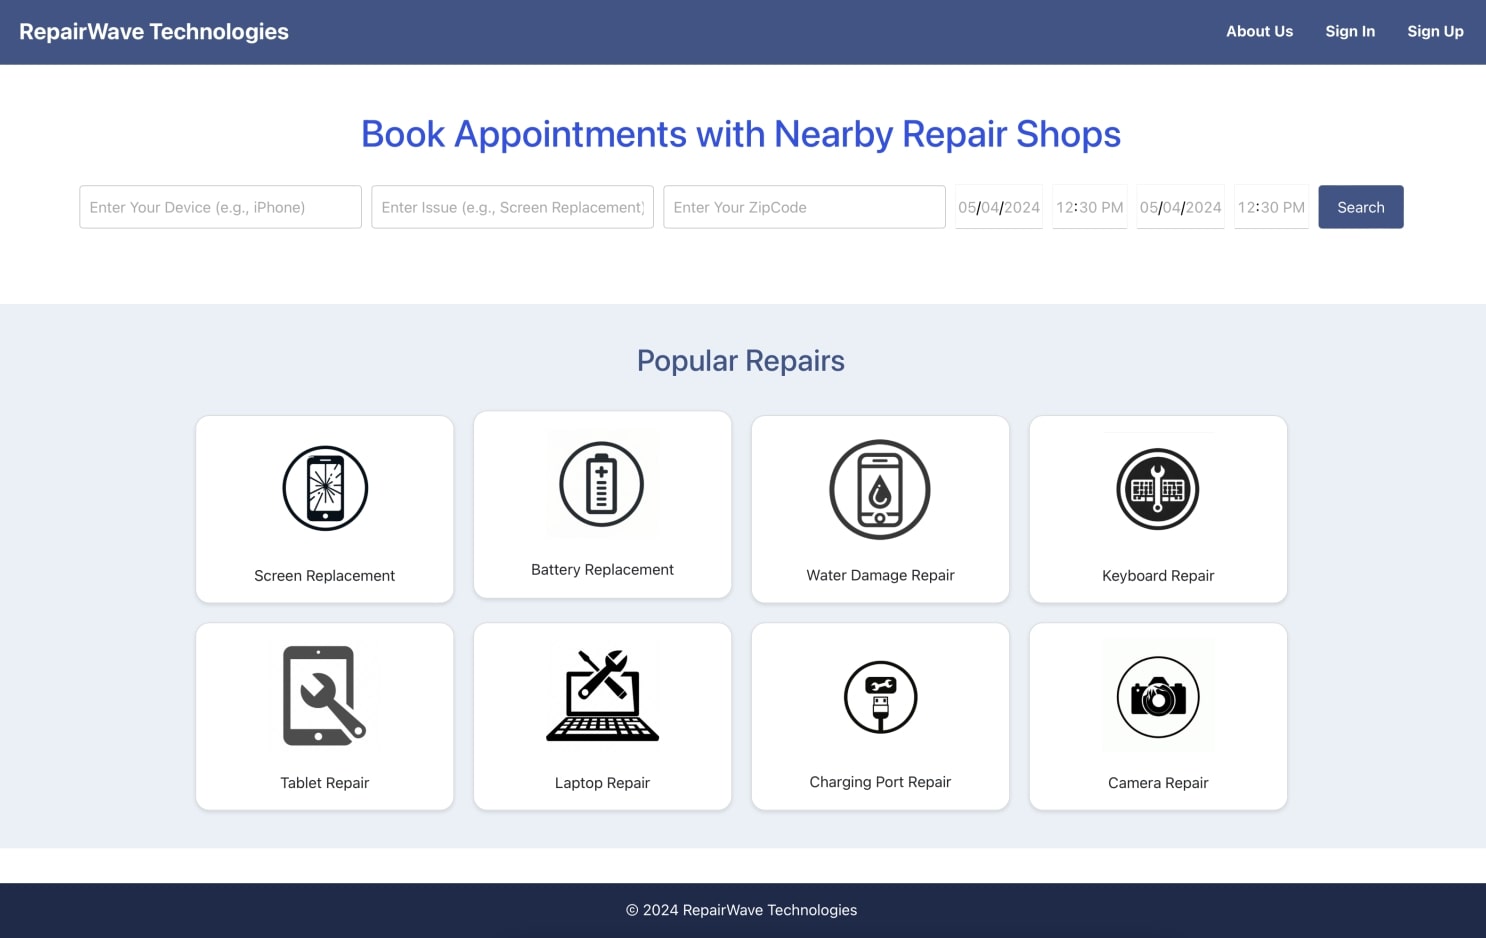 RepairWave Technologies
About Us Sign In Sign Up
Book Appointments with Nearby Repair Shops
Enter Your Device (e.g., iPhone) Enter Issue (e.g., Screen Replacement) Enter Your ZipCode 05/04/2024 12:30 PM 05/04/2024 12:30 PM Search
Popular Repairs
Screen Replacement Battery Replacement Water Damage Repair Keyboard Repair
Tablet Repair Laptop Repair Charging Port Repair Camera Repair
© 2024 RepairWave Technologies